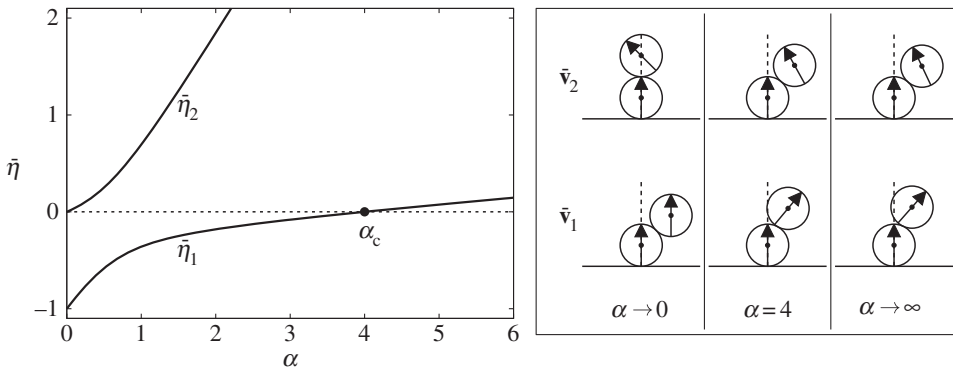 2
1
0
−1
η̄
η̄₂
η̄₁
α_c
0 1 2 3 4 5 6
α
v̄₂
v̄₁
α → 0
α = 4
α → ∞